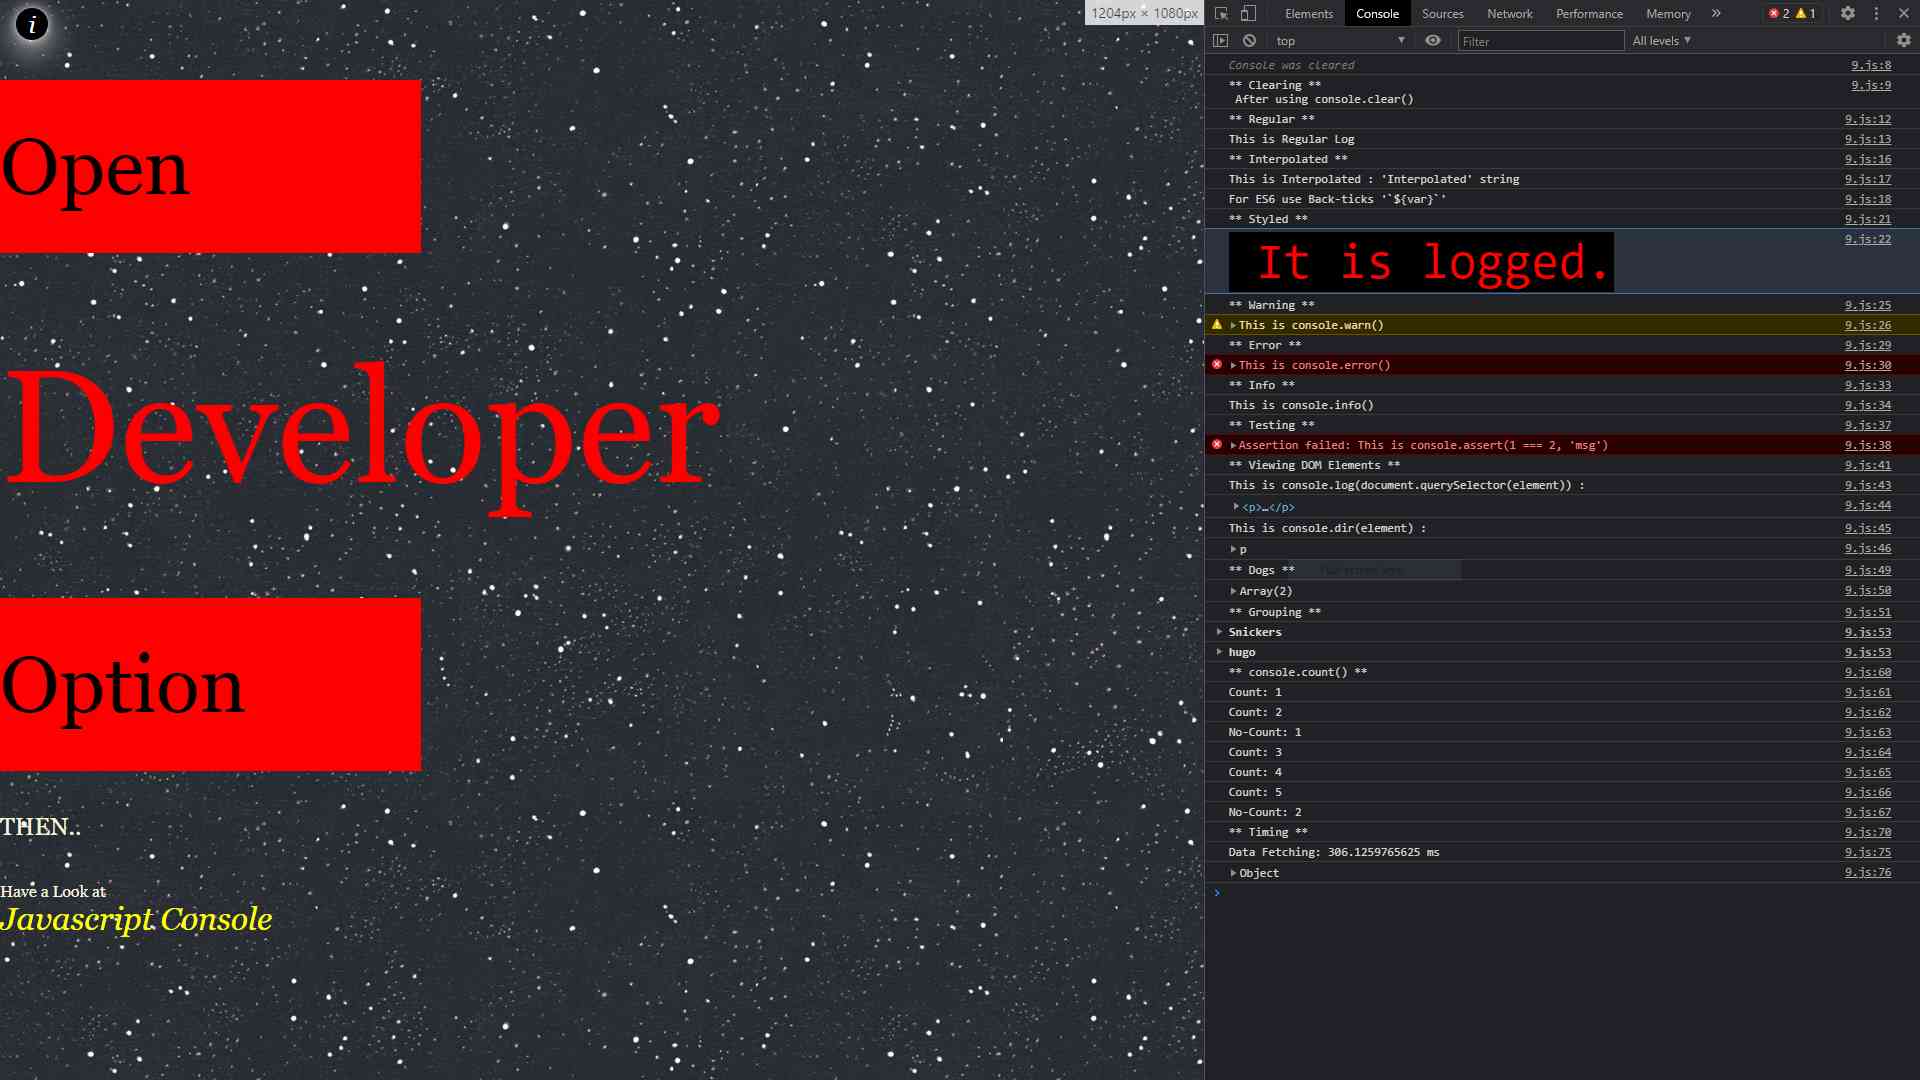 i
Open
Developer
Option
THEN..
Have a Look at
Javascript Console
1204px × 1080px
Elements Console Sources Network Performance Memory » 2 1
top Filter All levels
Console was cleared 9.js:8
** Clearing ** 9.js:9
After using console.clear()
** Regular ** 9.js:12
This is Regular Log 9.js:13
** Interpolated ** 9.js:16
This is Interpolated : 'Interpolated' string 9.js:17
For ES6 use Back-ticks '`${var}`' 9.js:18
** Styled ** 9.js:21
It is logged. 9.js:22
** Warning ** 9.js:25
This is console.warn() 9.js:26
** Error ** 9.js:29
This is console.error() 9.js:30
** Info ** 9.js:33
This is console.info() 9.js:34
** Testing ** 9.js:37
Assertion failed: This is console.assert(1 === 2, 'msg') 9.js:38
** Viewing DOM Elements ** 9.js:41
This is console.log(document.querySelector(element)) : 9.js:43
<p>…</p> 9.js:44
This is console.dir(element) : 9.js:45
p 9.js:46
** Dogs ** 9.js:49
Array(2) 9.js:50
** Grouping ** 9.js:51
Snickers 9.js:53
hugo 9.js:53
** console.count() ** 9.js:60
Count: 1 9.js:61
Count: 2 9.js:62
No-Count: 1 9.js:63
Count: 3 9.js:64
Count: 4 9.js:65
Count: 5 9.js:66
No-Count: 2 9.js:67
** Timing ** 9.js:70
Data Fetching: 306.1259765625 ms 9.js:75
Object 9.js:76